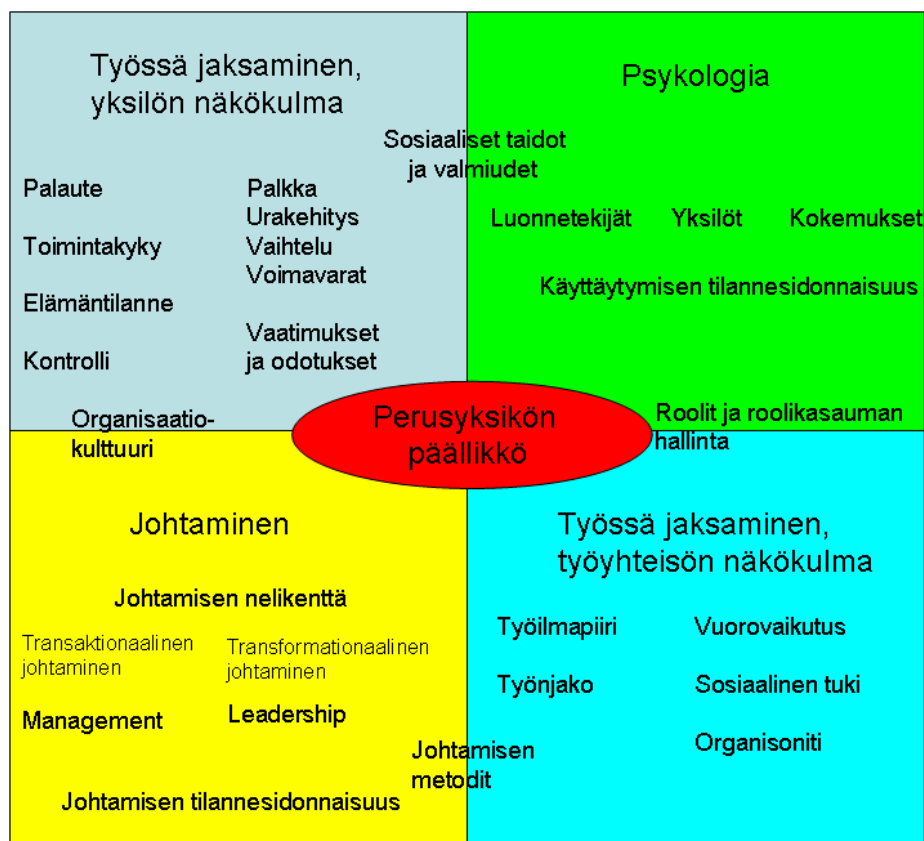 Työssä jaksaminen,
yksilön näkökulma
Psykologia
Sosiaaliset taidot
ja valmiudet
Palaute
Toimintakyky
Elämäntilanne
Kontrolli
Palkka
Urakehitys
Vaihtelu
Voimavarat
Vaatimukset
ja odotukset
Luonnetekijät Yksilöt Kokemukset
Käyttäytymisen tilannesidonnaisuus
Organisaatio-
kulttuuri
Perusyksikön
päällikkö
Roolit ja roolikasauman
hallinta
Johtaminen
Johtamisen nelikenttä
Transaktionaalinen
johtaminen
Transformationaalinen
johtaminen
Management
Leadership
Johtamisen
metodit
Johtamisen tilannesidonnaisuus
Työssä jaksaminen,
työyhteisön näkökulma
Työilmapiiri
Vuorovaikutus
Työnjako
Sosiaalinen tuki
Organisoniti